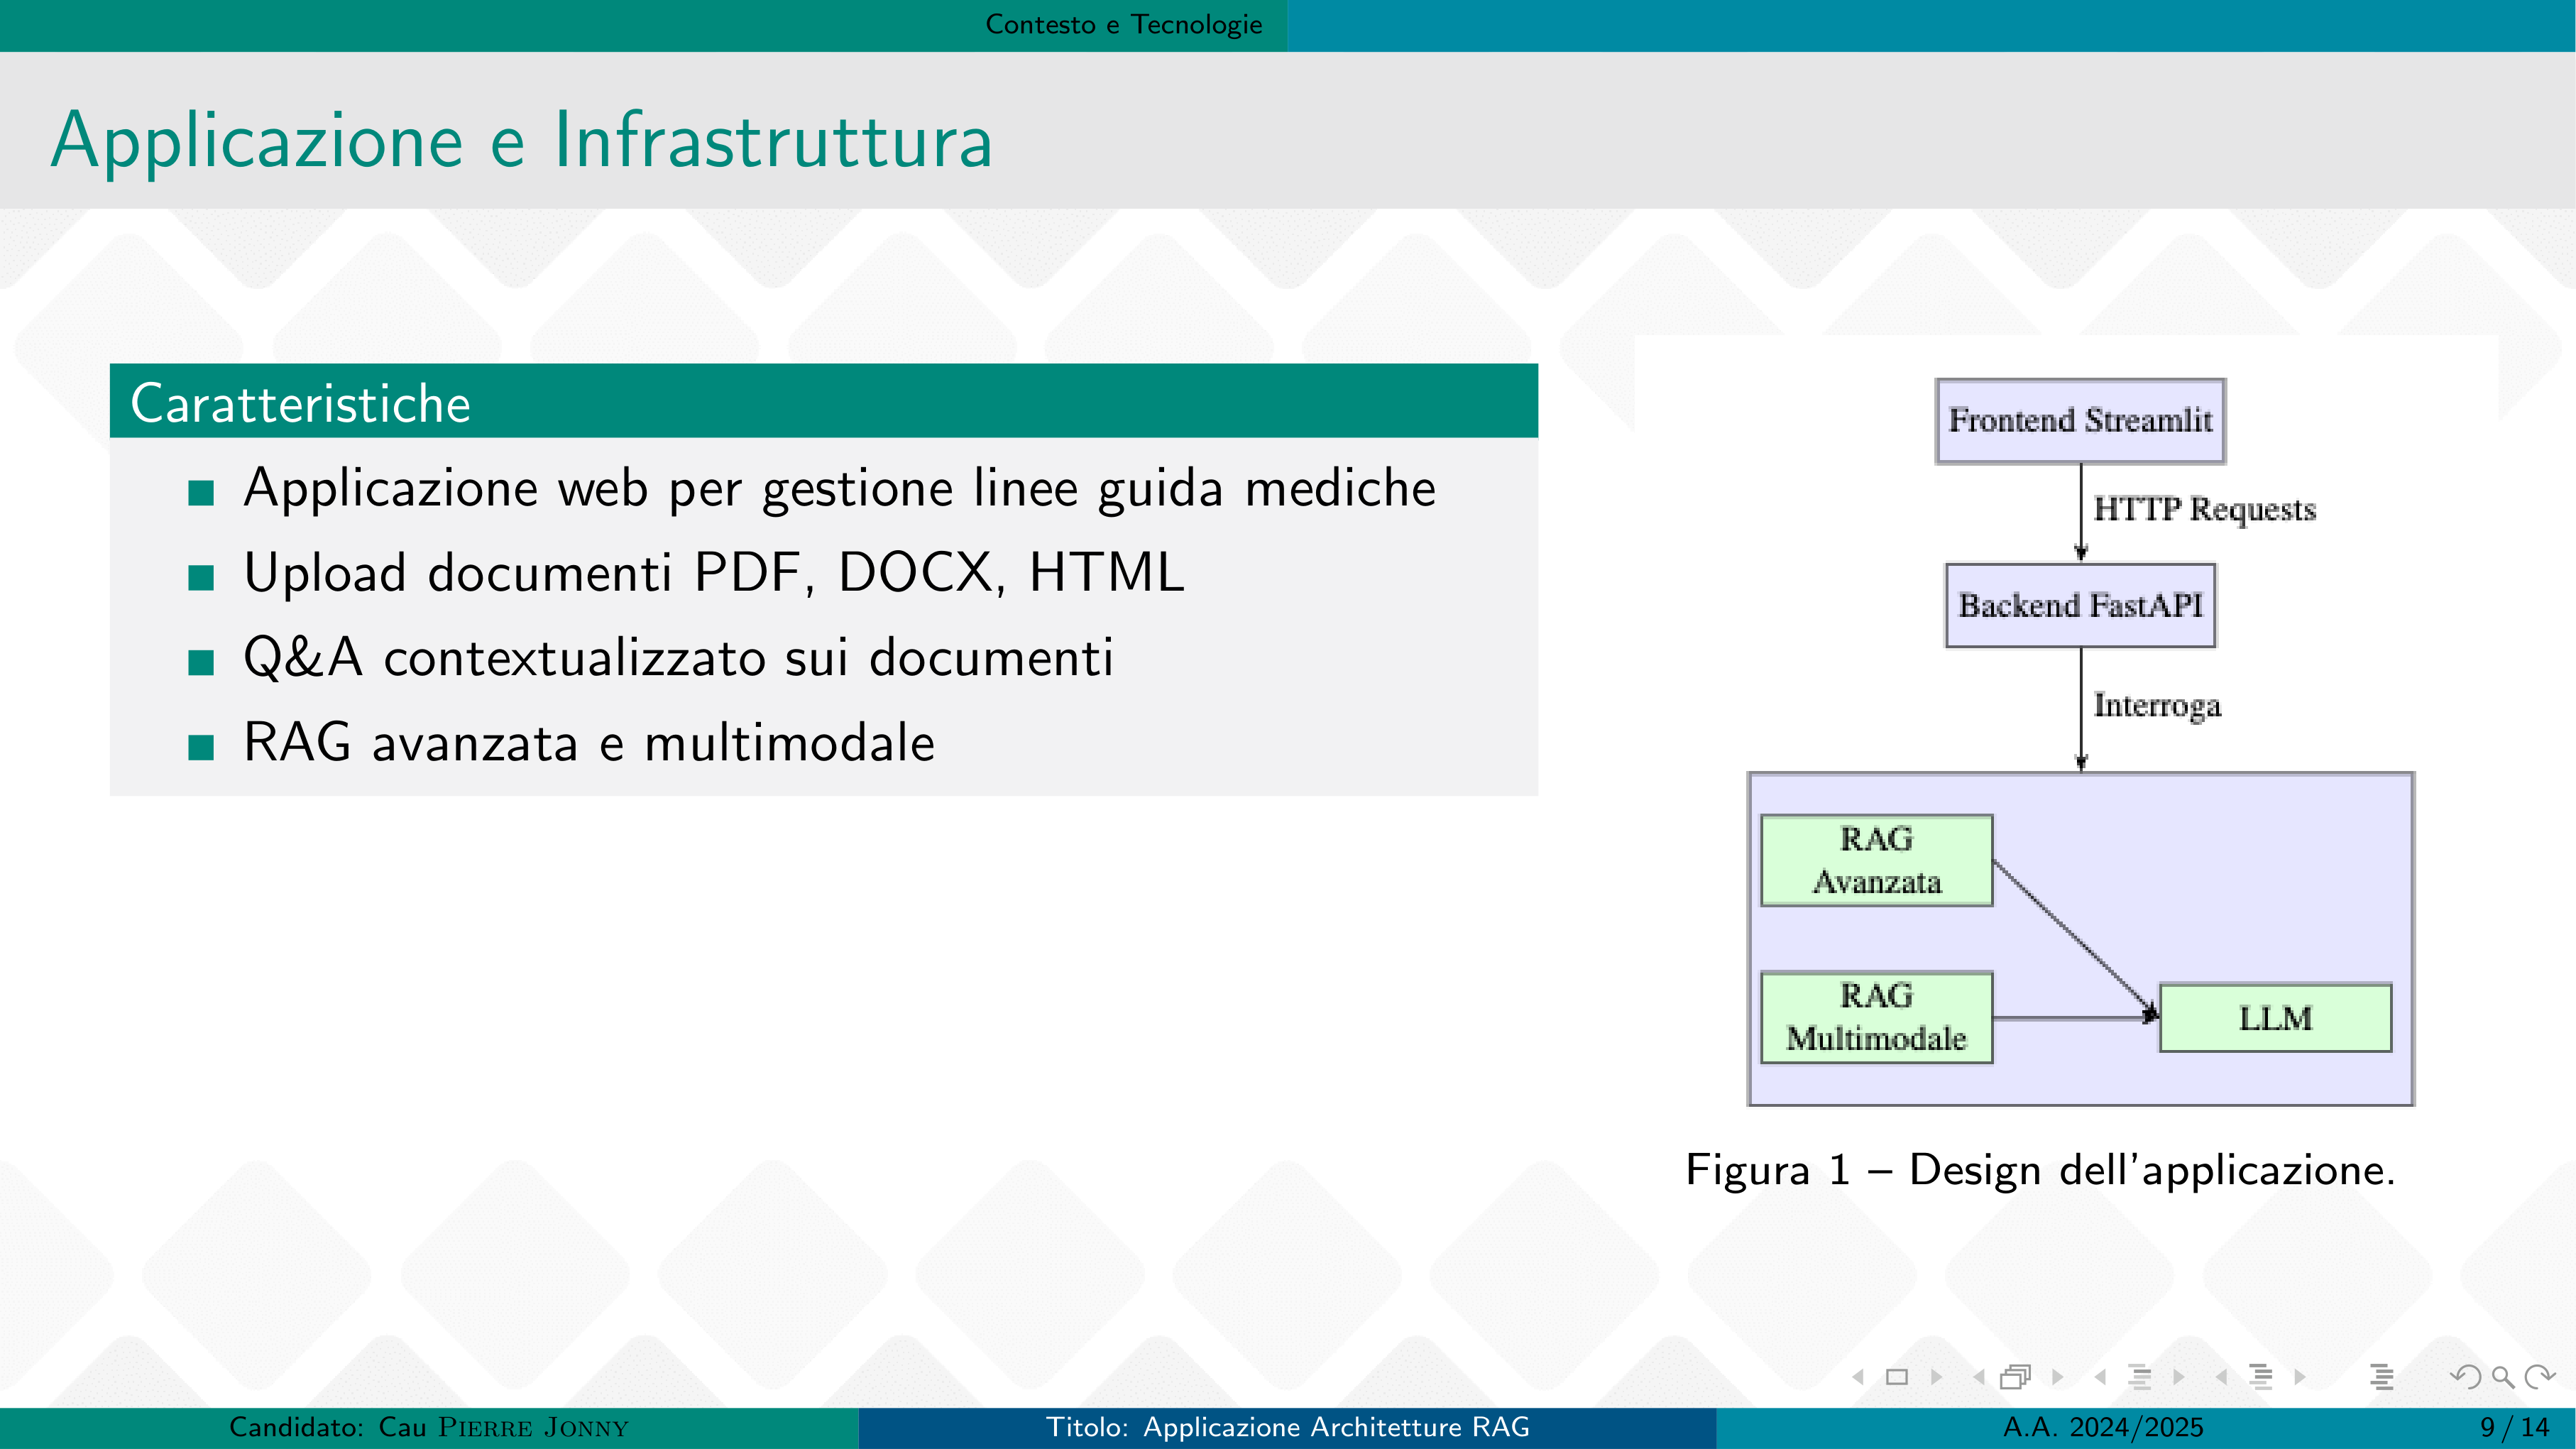 Contesto e Tecnologie
Applicazione e Infrastruttura
Caratteristiche
Applicazione web per gestione linee guida mediche
Upload documenti PDF, DOCX, HTML
Q&A contestualizzato sui documenti
RAG avanzata e multimodale
Frontend Streamlit
HTTP Requests
Backend FastAPI
Interroga
RAG
Avanzata
RAG
Multimodale
LLM
Figura 1 – Design dell'applicazione.
Candidato: Cau Pierre Jonny
Titolo: Applicazione Architetture RAG
A.A. 2024/2025
9 / 14